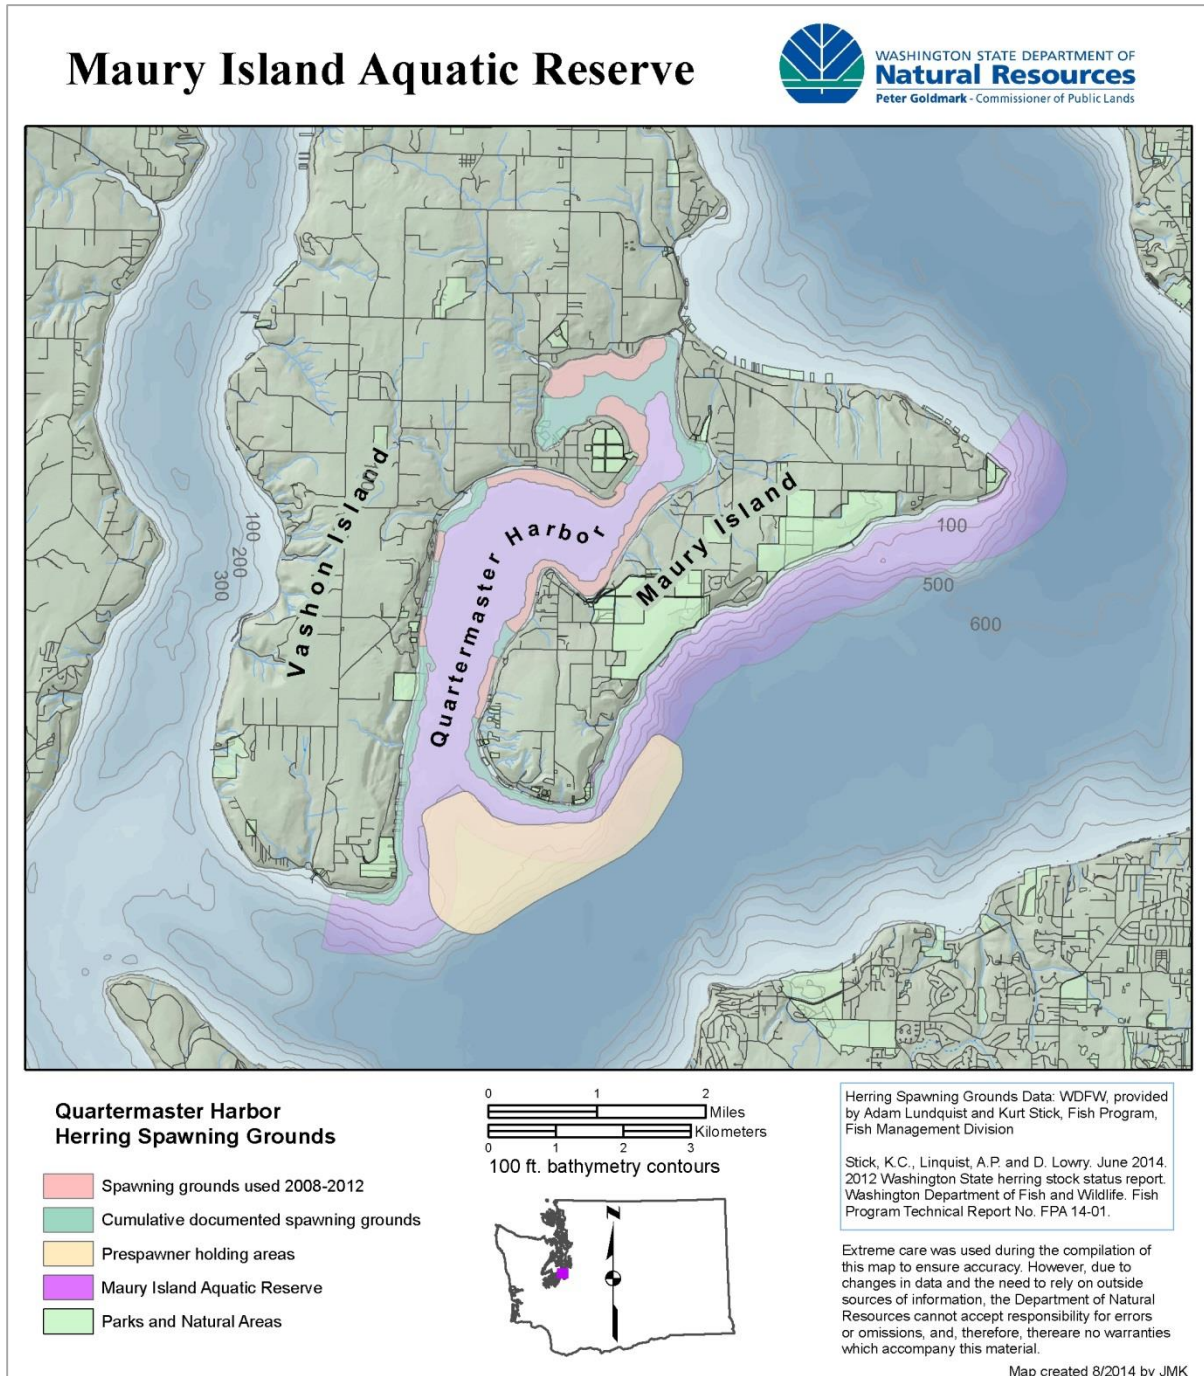 Maury Island Aquatic Reserve
WASHINGTON STATE DEPARTMENT OF
Natural Resources
Peter Goldmark - Commissioner of Public Lands
Vashon Island
100
Quartermaster Harbor
Maury Island
100
200
300
100
500
600
Quartermaster Harbor
Herring Spawning Grounds
Spawning grounds used 2008-2012
Cumulative documented spawning grounds
Prespawner holding areas
Maury Island Aquatic Reserve
Parks and Natural Areas
0 1 2
Miles
Kilometers
0 1 2 3
100 ft. bathymetry contours
N
Herring Spawning Grounds Data: WDFW, provided
by Adam Lundquist and Kurt Stick, Fish Program,
Fish Management Division
Stick, K.C., Linquist, A.P. and D. Lowry. June 2014.
2012 Washington State herring stock status report.
Washington Department of Fish and Wildlife. Fish
Program Technical Report No. FPA 14-01.
Extreme care was used during the compilation of
this map to ensure accuracy. However, due to
changes in data and the need to rely on outside
sources of information, the Department of Natural
Resources cannot accept responsibility for errors
or omissions, and, therefore, thereare no warranties
which accompany this material.
Map created 8/2014 by JMK